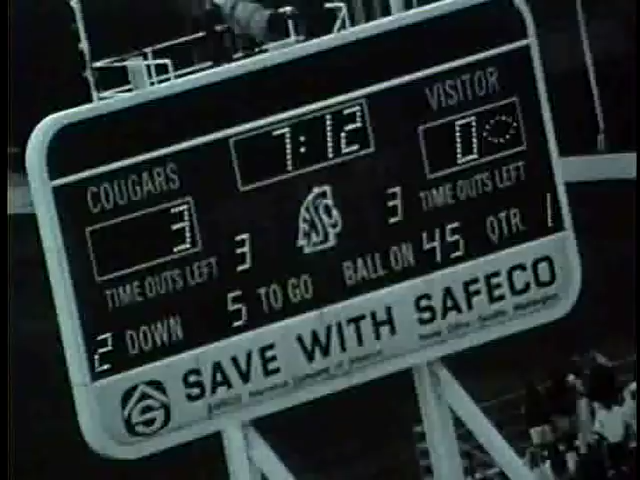 VISITOR
7:12
0
COUGARS
3
TIME OUTS LEFT 3
WSC
3 TIME OUTS LEFT
2 DOWN 5 TO GO BALL ON 45 QTR 1
SAVE WITH SAFECO